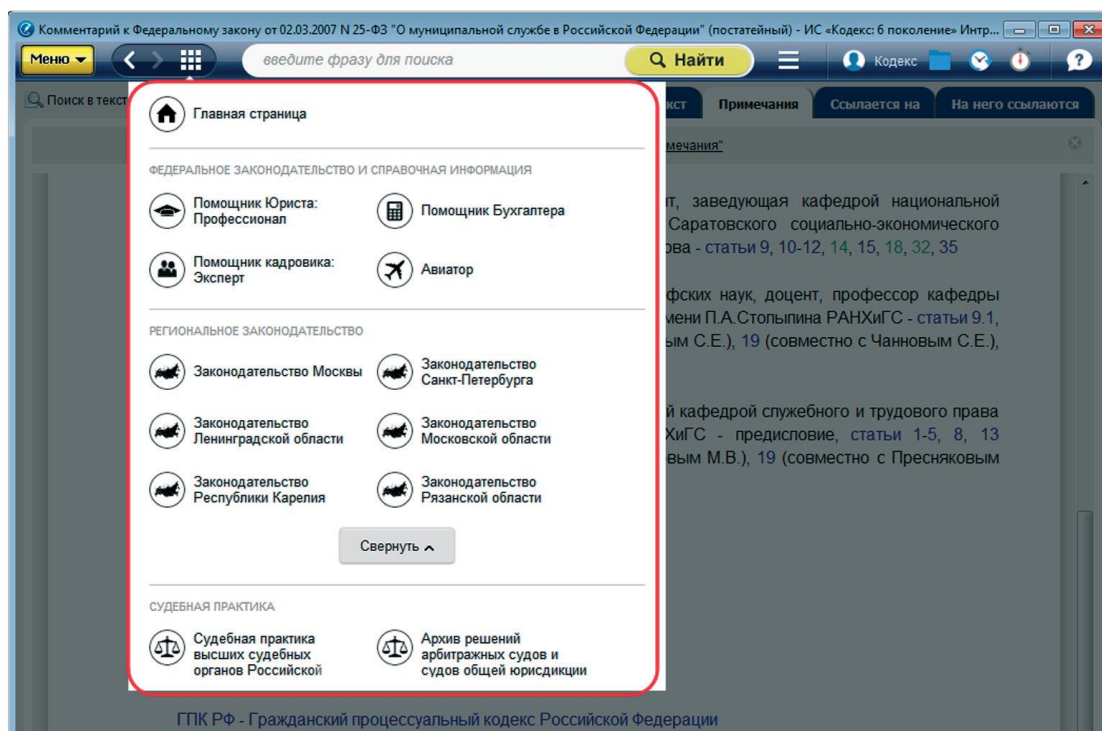 Комментарий к Федеральному закону от 02.03.2007 N 25-ФЗ "О муниципальной службе в Российской Федерации" (постатейный) - ИС «Кодекс: 6 поколение» Интр...
Меню
введите фразу для поиска
Найти
Кодекс
?
Поиск в текст
кст
Примечания
Ссылается на
На него ссылаются
мечания"
Главная страница
ФЕДЕРАЛЬНОЕ ЗАКОНОДАТЕЛЬСТВО И СПРАВОЧНАЯ ИНФОРМАЦИЯ
Помощник Юриста:
Профессионал
Помощник Бухгалтера
Помощник кадровика:
Эксперт
Авиатор
РЕГИОНАЛЬНОЕ ЗАКОНОДАТЕЛЬСТВО
Законодательство Москвы
Законодательство
Санкт-Петербурга
Законодательство
Ленинградской области
Законодательство
Московской области
Законодательство
Республики Карелия
Законодательство
Рязанской области
Свернуть
СУДЕБНАЯ ПРАКТИКА
Судебная практика
высших судебных
органов Российской
Архив решений
арбитражных судов и
судов общей юрисдикции
т, заведующая кафедрой национальной
Саратовского социально-экономического
ова - статьи 9, 10-12, 14, 15, 18, 32, 35
фских наук, доцент, профессор кафедры
мени П.А.Столыпина РАНХиГС - статьи 9.1,
ым С.Е.), 19 (совместно с Чанновым С.Е.),
й кафедрой служебного и трудового права
ХиГС - предисловие, статьи 1-5, 8, 13
вым М.В.), 19 (совместно с Пресняковым
ГПК РФ - Гражданский процессуальный кодекс Российской Федерации